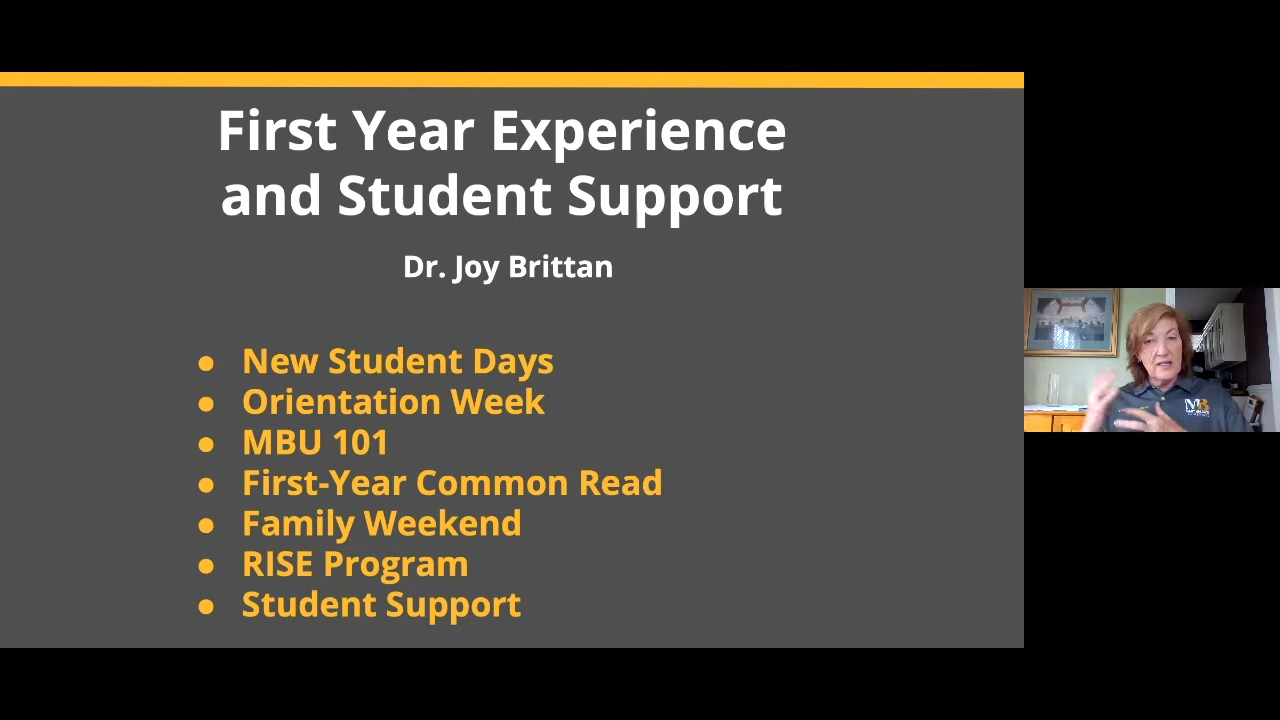 First Year Experience
and Student Support
Dr. Joy Brittan
● New Student Days
● Orientation Week
● MBU 101
● First-Year Common Read
● Family Weekend
● RISE Program
● Student Support